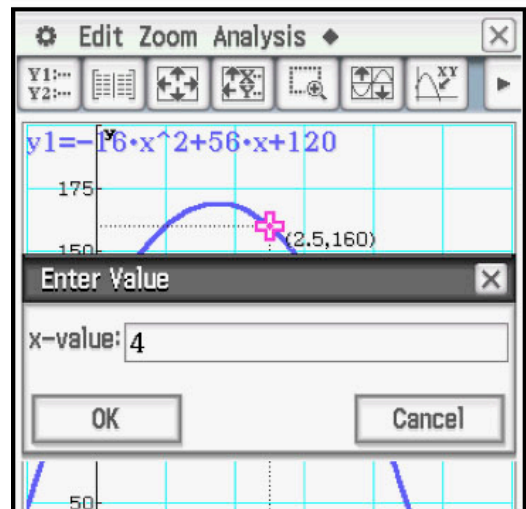 Edit Zoom Analysis ◆
Y1:... Y2:... XY
y
y1=-16·x^2+56·x+120
175
(2.5,160)
150
Enter Value
x-value: 4
OK Cancel
50